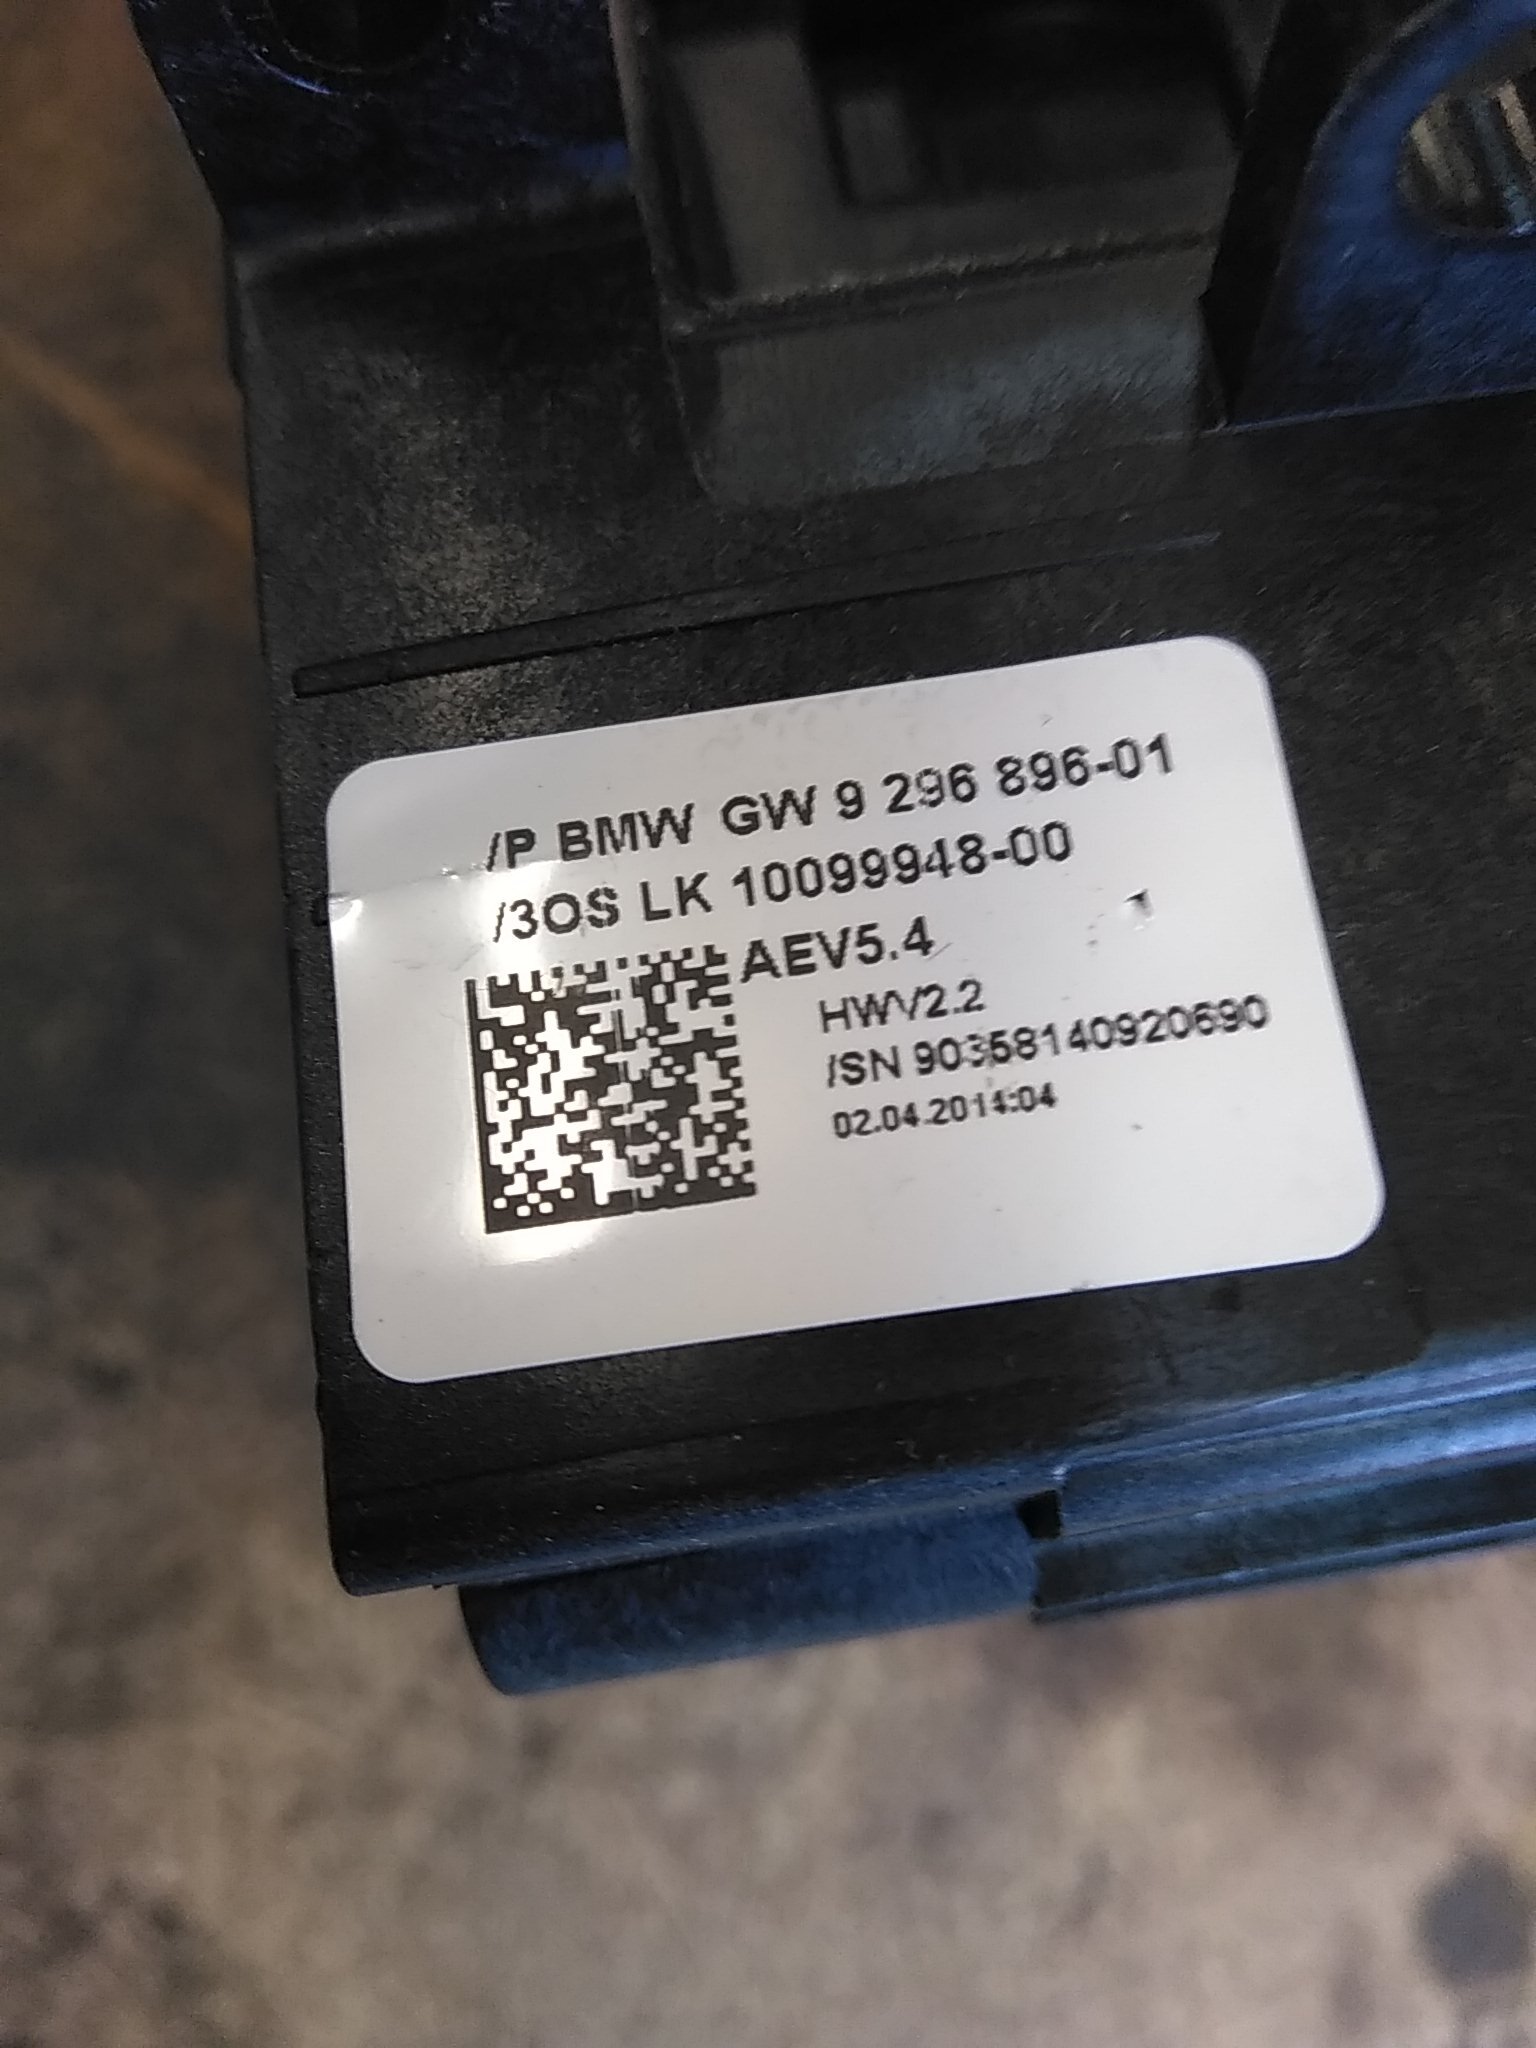 /P BMW GW 9 296 896-01
/3OS LK 10099948-00
AEV5.4
HWV2.2
/SN 90358140920690
02.04.2014:04